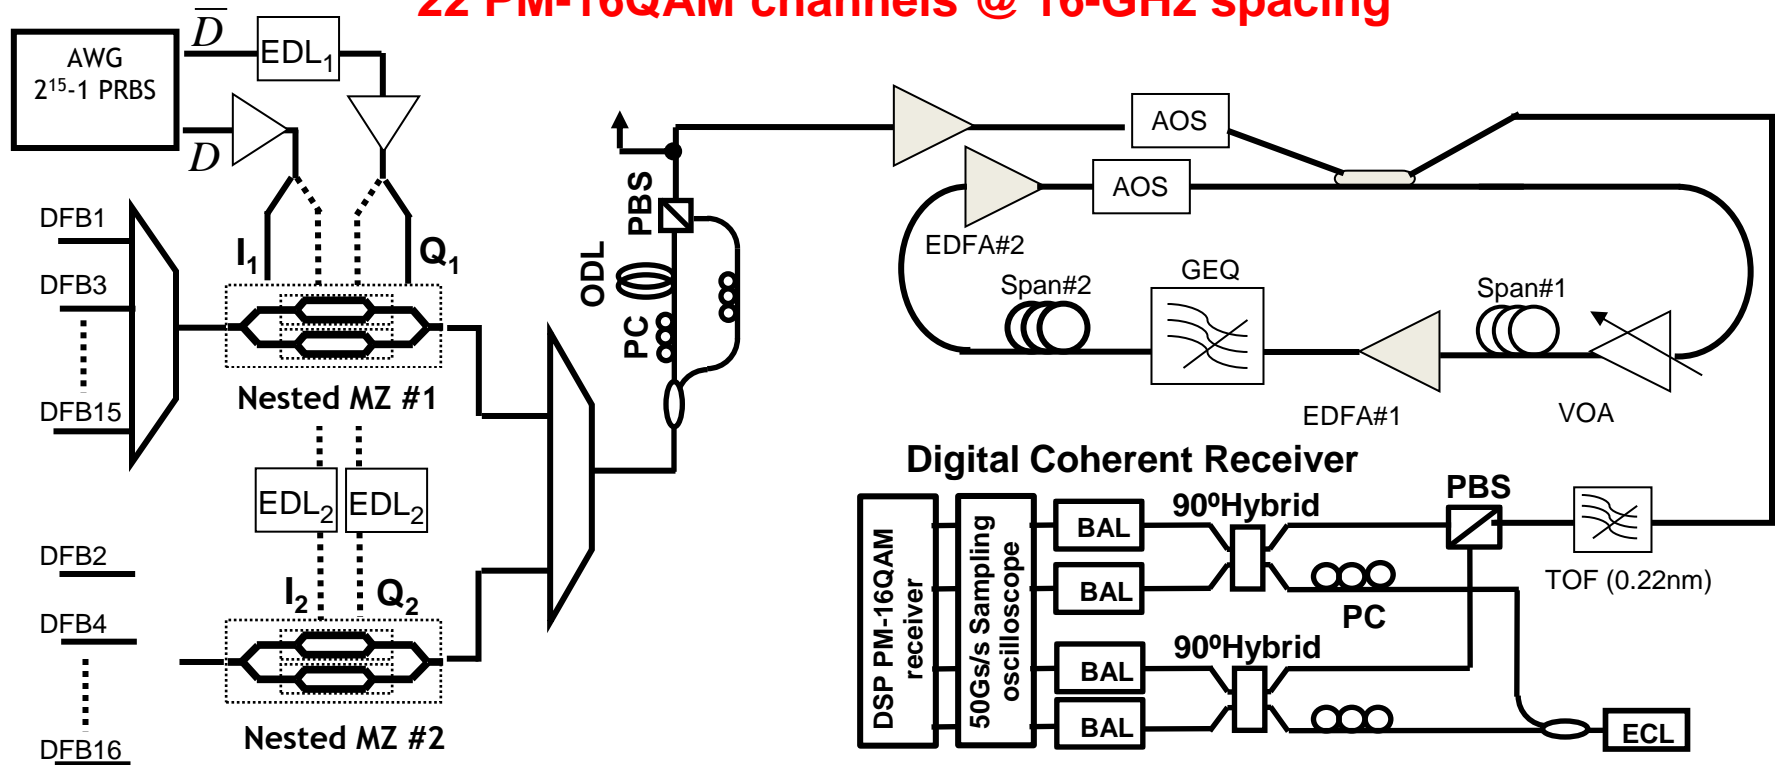 22 PM-16QAM channels @ 16-GHz spacing
AWG
2¹⁵-1 PRBS
D̅
EDL₁
D
DFB1
DFB3
DFB15
I₁
Q₁
Nested MZ #1
EDL₂
EDL₂
DFB2
DFB4
DFB16
I₂
Q₂
Nested MZ #2
PBS
ODL
PC
AOS
AOS
EDFA#2
Span#2
GEQ
Span#1
EDFA#1
VOA
Digital Coherent Receiver
DSP PM-16QAM
receiver
50Gs/s Sampling
oscilloscope
BAL
BAL
BAL
BAL
90ºHybrid
90ºHybrid
PBS
PC
TOF (0.22nm)
ECL